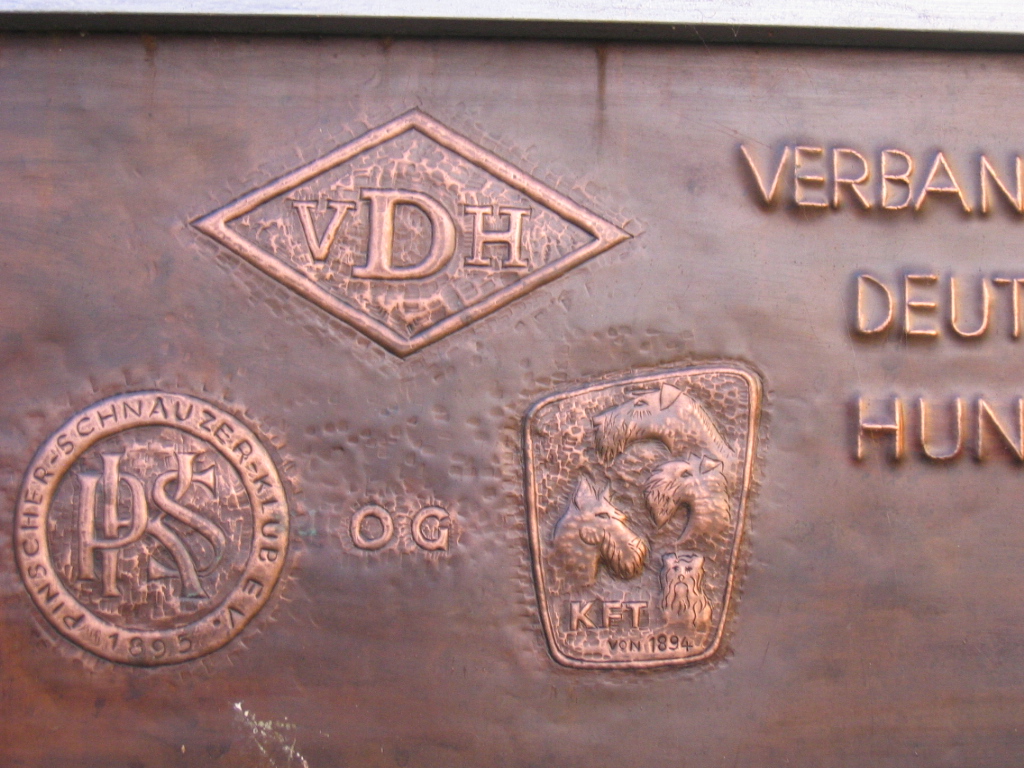 VDH
VERBAN
DEUT
HUN
PINSCHER-SCHNAUZER-KLUB E.V.
PSK
1895
OG
KFT
VON 1894